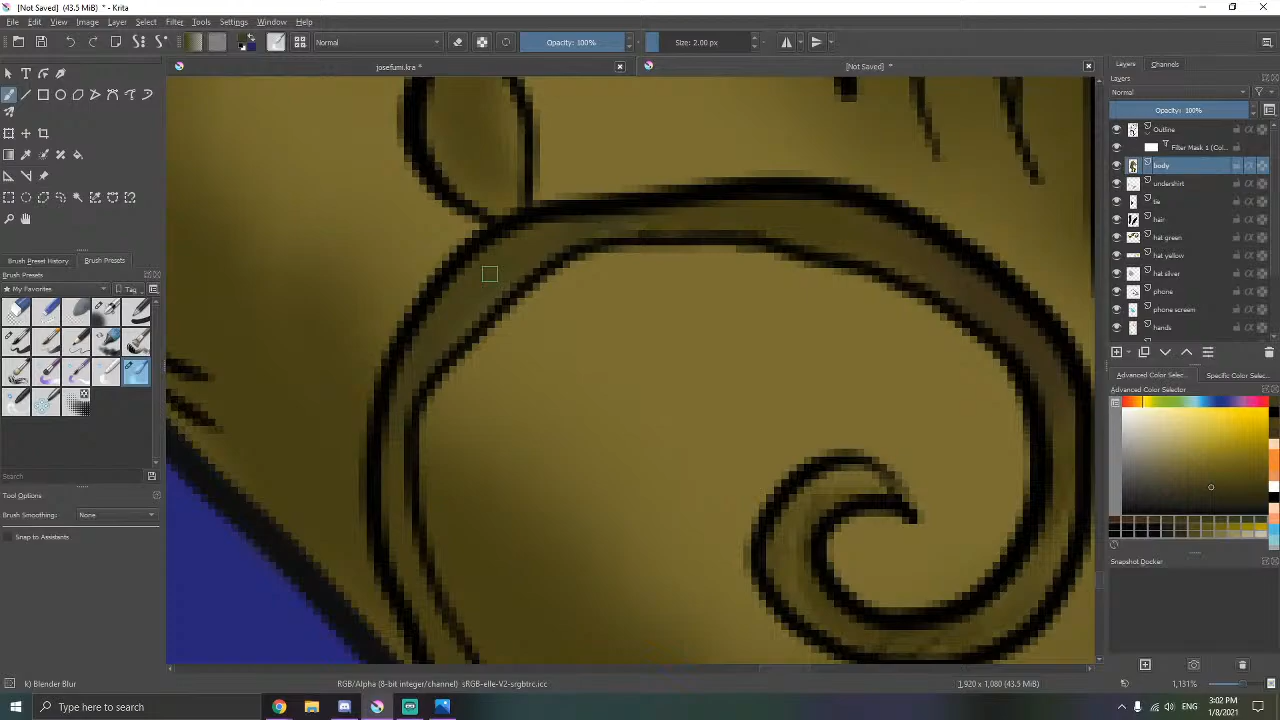 [Not Saved] (43.5 MiB) * - Krita
File Edit View Image Layer Select Filter Tools Settings Window Help
Normal
Opacity: 100%
Size: 2.00 px
josefumi.kra *
[Not Saved] *
Layers Channels
Layers
Normal
Opacity: 100%
Outline
Filter Mask 1 (Col...
body
undershirt
tie
hair
hat green
hat yellow
hat silver
phone
phone screen
hands
Brush Preset History Brush Presets
Brush Presets
My Favorites
Tag
Search
Tool Options
Brush Smoothing: None
Snap to Assistants
Advanced Color Selec... Specific Color Selec...
Advanced Color Selector
Snapshot Docker
k) Blender Blur
RGB/Alpha (8-bit integer/channel) sRGB-elle-V2-srgbtrc.icc
1,920 x 1,080 (43.5 MiB)
1,131%
Type here to search
3:02 PM
1/8/2021